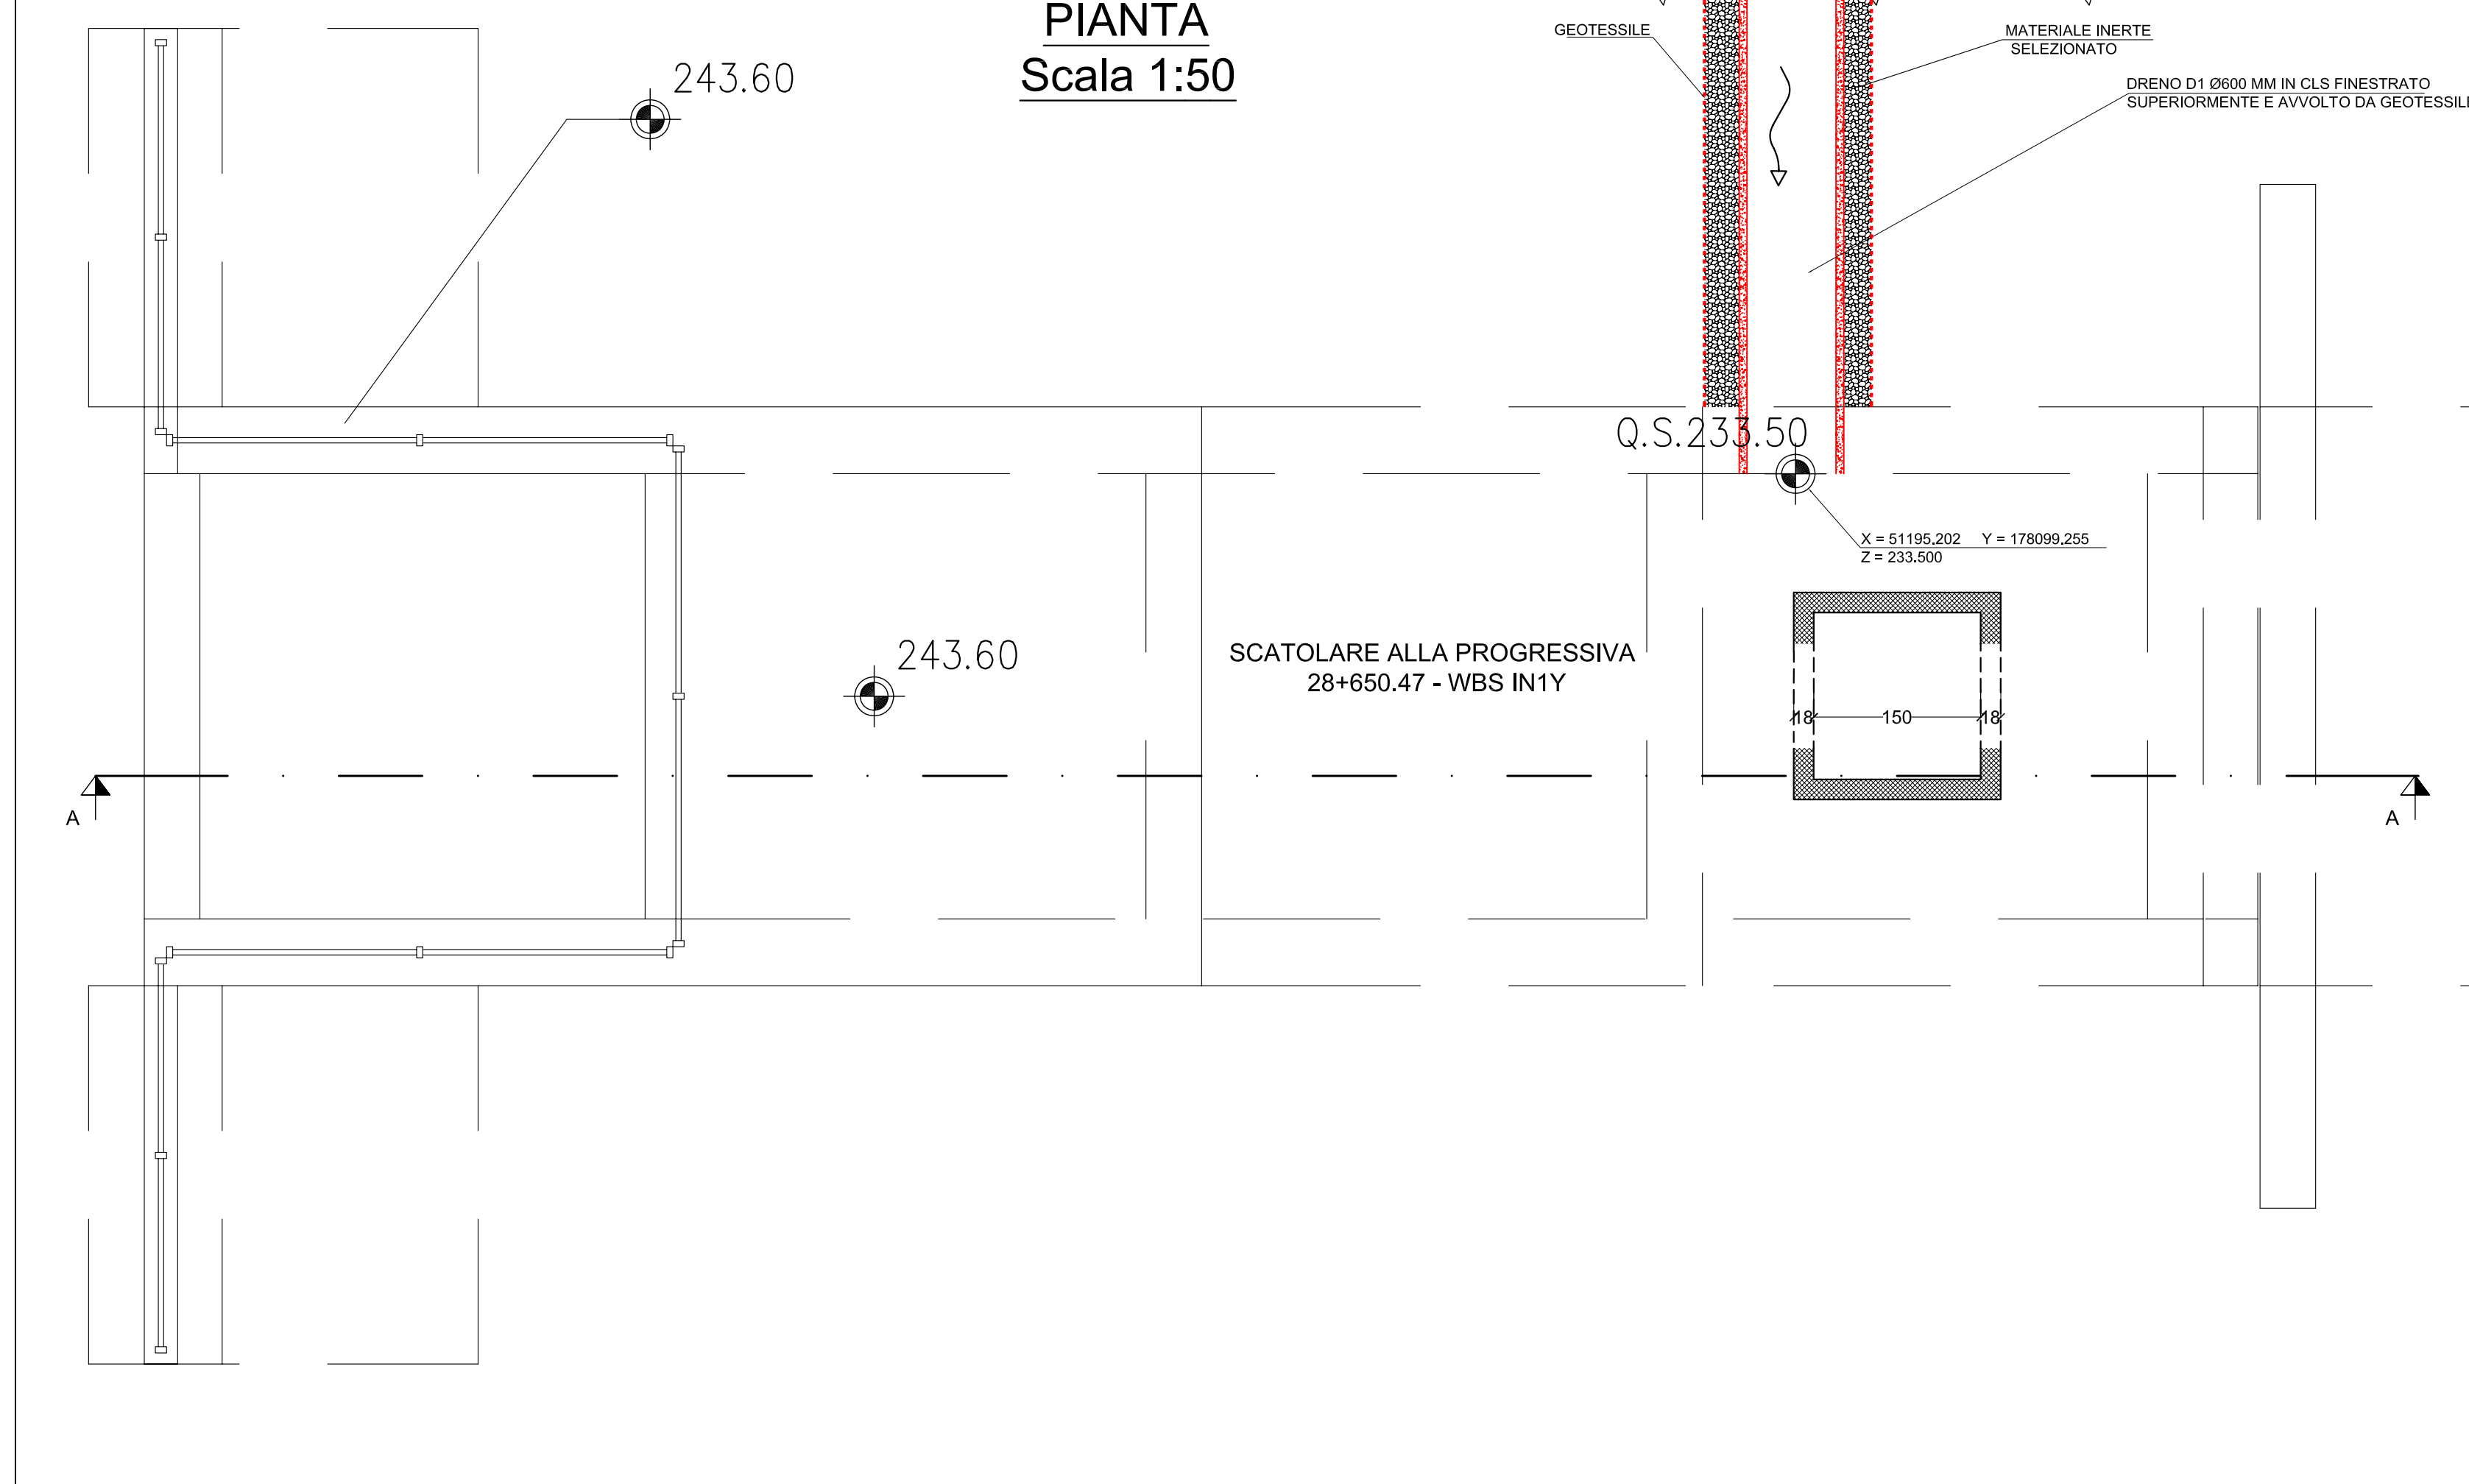 PIANTA
Scala 1:50
GEOTESSILE
MATERIALE INERTE
SELEZIONATO
243.60
DRENO D1 Ø600 MM IN CLS FINESTRATO
SUPERIORMENTE E AVVOLTO DA GEOTESSILE
Q.S.233.50
X = 51195.202 Y = 178099.255
Z = 233.500
243.60
SCATOLARE ALLA PROGRESSIVA
28+650.47 - WBS IN1Y
18 150 18
A A